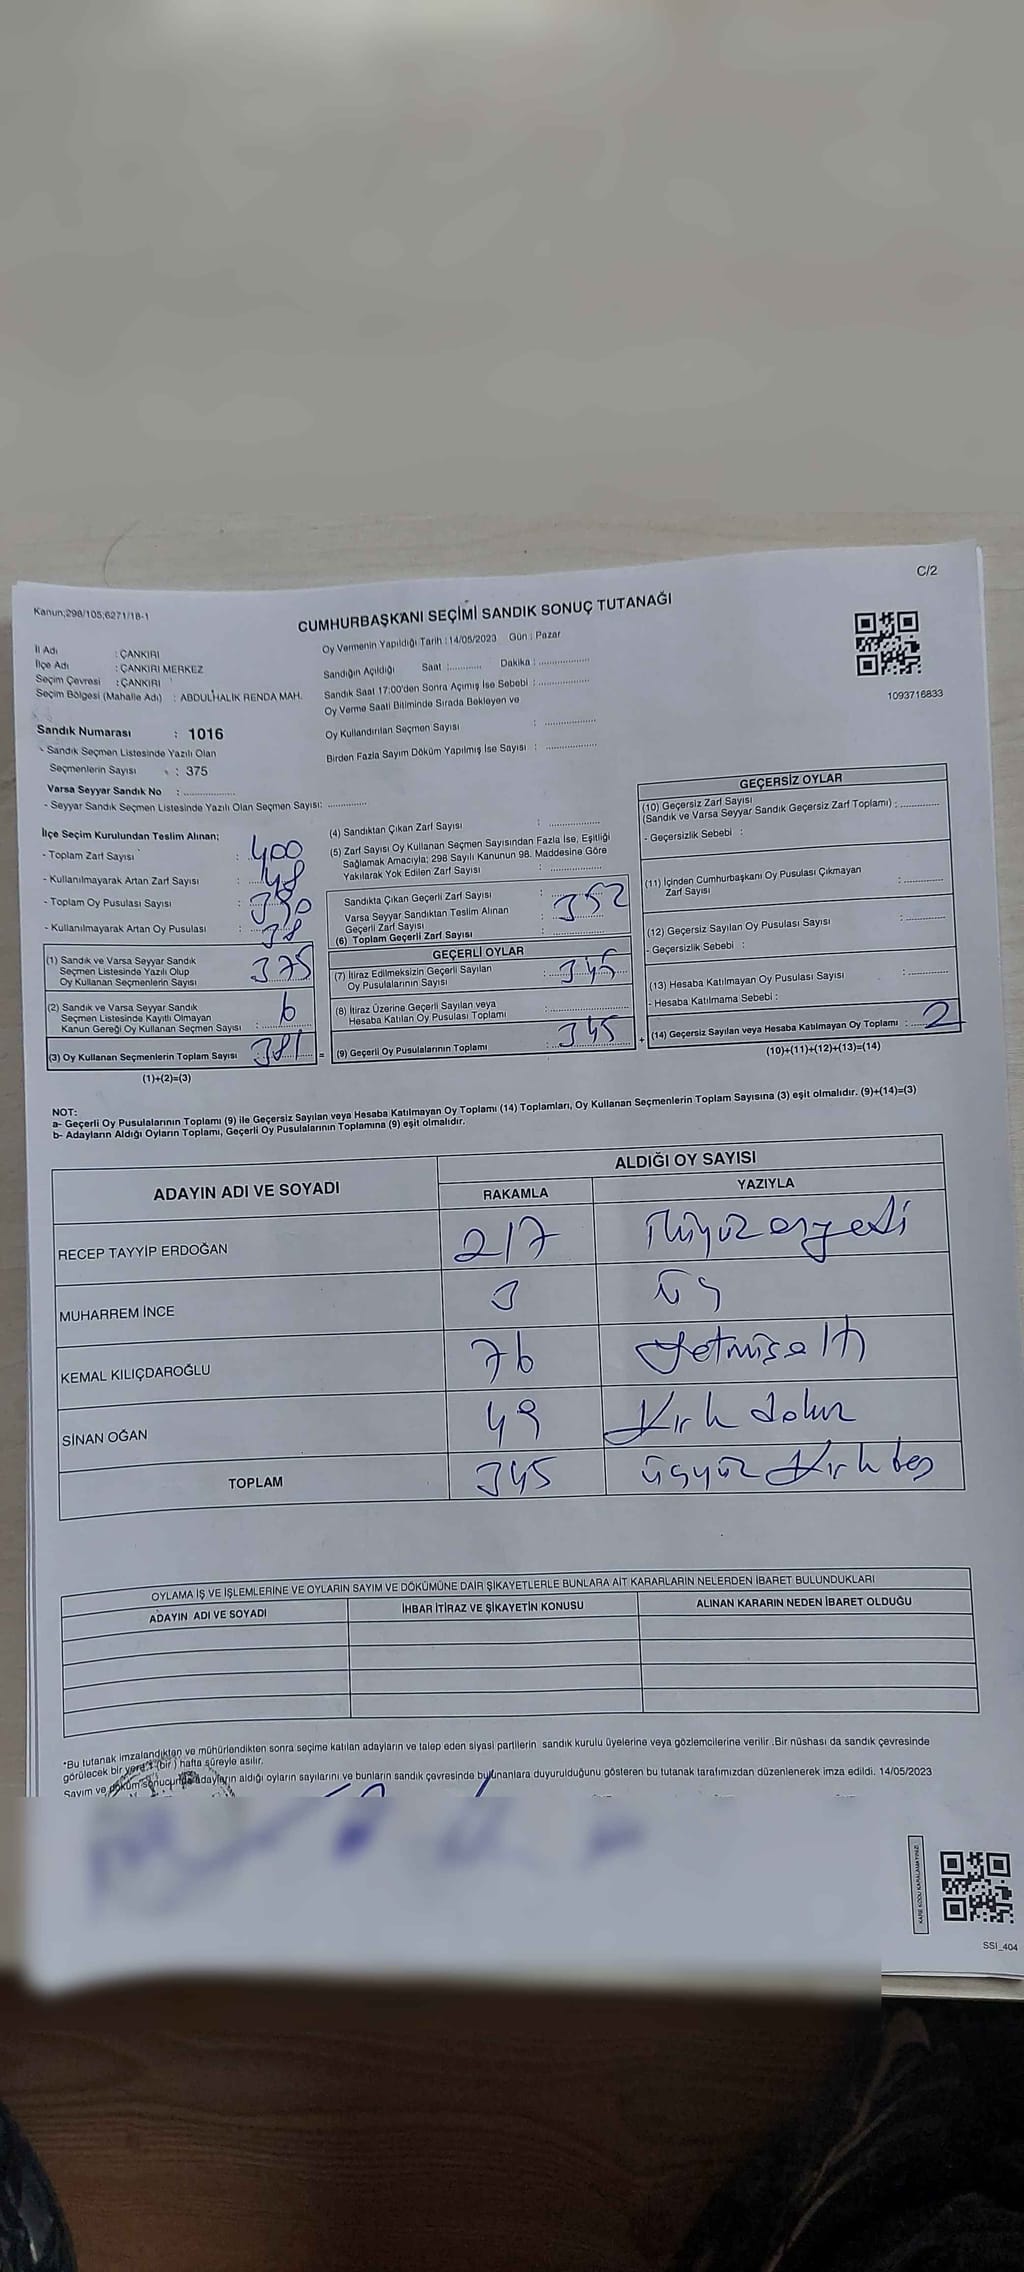 C/2
Kanun;298/105;6271/18-1
CUMHURBAŞKANI SEÇİMİ SANDIK SONUÇ TUTANAĞI
İl Adı : ÇANKIRI
İlçe Adı : ÇANKIRI MERKEZ
Seçim Çevresi : ÇANKIRI
Seçim Bölgesi (Mahalle Adı) : ABDULHALİK RENDA MAH.
Oy Vermenin Yapıldığı Tarih : 14/05/2023 Gün : Pazar
Sandığın Açıldığı Saat :........... Dakika : ................
Sandık Saat 17:00'den Sonra Açımış İse Sebebi : ................
Oy Verme Saati Bitiminde Sırada Bekleyen ve
Oy Kullandırılan Seçmen Sayısı : ................
Birden Fazla Sayım Döküm Yapılmış İse Sayısı : ................
1093716833
Sandık Numarası : 1016
- Sandık Seçmen Listesinde Yazılı Olan
Seçmenlerin Sayısı : 375
Varsa Seyyar Sandık No : ................
- Seyyar Sandık Seçmen Listesinde Yazılı Olan Seçmen Sayısı: ............
İlçe Seçim Kurulundan Teslim Alınan;
- Toplam Zarf Sayısı : 400
- Kullanılmayarak Artan Zarf Sayısı : 48
- Toplam Oy Pusulası Sayısı :
- Kullanılmayarak Artan Oy Pusulası : 38
(1) Sandık ve Varsa Seyyar Sandık
Seçmen Listesinde Yazılı Olup
Oy Kullanan Seçmenlerin Sayısı : 375
(2) Sandık ve Varsa Seyyar Sandık
Seçmen Listesinde Kayıtlı Olmayan
Kanun Gereği Oy Kullanan Seçmen Sayısı : 6
(3) Oy Kullanan Seçmenlerin Toplam Sayısı 381 =
(1)+(2)=(3)
(4) Sandıktan Çıkan Zarf Sayısı : ................
(5) Zarf Sayısı Oy Kullanan Seçmen Sayısından Fazla İse, Eşitliği
Sağlamak Amacıyla; 298 Sayılı Kanunun 98. Maddesine Göre
Yakılarak Yok Edilen Zarf Sayısı : ................
Sandıkta Çıkan Geçerli Zarf Sayısı : 352
Varsa Seyyar Sandıktan Teslim Alınan
Geçerli Zarf Sayısı :
(6) Toplam Geçerli Zarf Sayısı : ................
GEÇERLİ OYLAR
(7) İtiraz Edilmeksizin Geçerli Sayılan
Oy Pusulalarının Sayısı : 345
(8) İtiraz Üzerine Geçerli Sayılan veya
Hesaba Katılan Oy Pusulası Toplamı : ................
(9) Geçerli Oy Pusulalarının Toplamı : 345 +
GEÇERSİZ OYLAR
(10) Geçersiz Zarf Sayısı
(Sandık ve Varsa Seyyar Sandık Geçersiz Zarf Toplamı) : ............
- Geçersizlik Sebebi :
(11) İçinden Cumhurbaşkanı Oy Pusulası Çıkmayan
Zarf Sayısı : ............
(12) Geçersiz Sayılan Oy Pusulası Sayısı : ............
- Geçersizlik Sebebi :
(13) Hesaba Katılmayan Oy Pusulası Sayısı : ............
- Hesaba Katılmama Sebebi :
(14) Geçersiz Sayılan veya Hesaba Katılmayan Oy Toplamı : 2
(10)+(11)+(12)+(13)=(14)
NOT:
a- Geçerli Oy Pusulalarının Toplamı (9) ile Geçersiz Sayılan veya Hesaba Katılmayan Oy Toplamı (14) Toplamları, Oy Kullanan Seçmenlerin Toplam Sayısına (3) eşit olmalıdır. (9)+(14)=(3)
b- Adayların Aldığı Oyların Toplamı, Geçerli Oy Pusulalarının Toplamına (9) eşit olmalıdır.
ADAYIN ADI VE SOYADI ALDIĞI OY SAYISI
RAKAMLA YAZIYLA
RECEP TAYYİP ERDOĞAN 217 ikiyüzonyedi
MUHARREM İNCE 3 üç
KEMAL KILIÇDAROĞLU 76 Yetmişaltı
SİNAN OĞAN 49 Kırk dokuz
TOPLAM 345 üçyüz Kırk beş
OYLAMA İŞ VE İŞLEMLERİNE VE OYLARIN SAYIM VE DÖKÜMÜNE DAİR ŞİKAYETLERLE BUNLARA AİT KARARLARIN NELERDEN İBARET BULUNDUKLARI
ADAYIN ADI VE SOYADI İHBAR İTİRAZ VE ŞİKAYETİN KONUSU ALINAN KARARIN NEDEN İBARET OLDUĞU
*Bu tutanak imzalandıktan ve mühürlendikten sonra seçime katılan adayların ve talep eden siyasi partilerin sandık kurulu üyelerine veya gözlemcilerine verilir .Bir nüshası da sandık çevresinde
görülecek bir yere 1 (bir ) hafta süreyle asılır.
Sayım ve döküm sonucunda adayların aldığı oyların sayılarını ve bunların sandık çevresinde bulunanlara duyurulduğunu gösteren bu tutanak tarafımızdan düzenlenerek imza edildi. 14/05/2023
KARE KODU KARALAMAYINIZ
SSİ_404